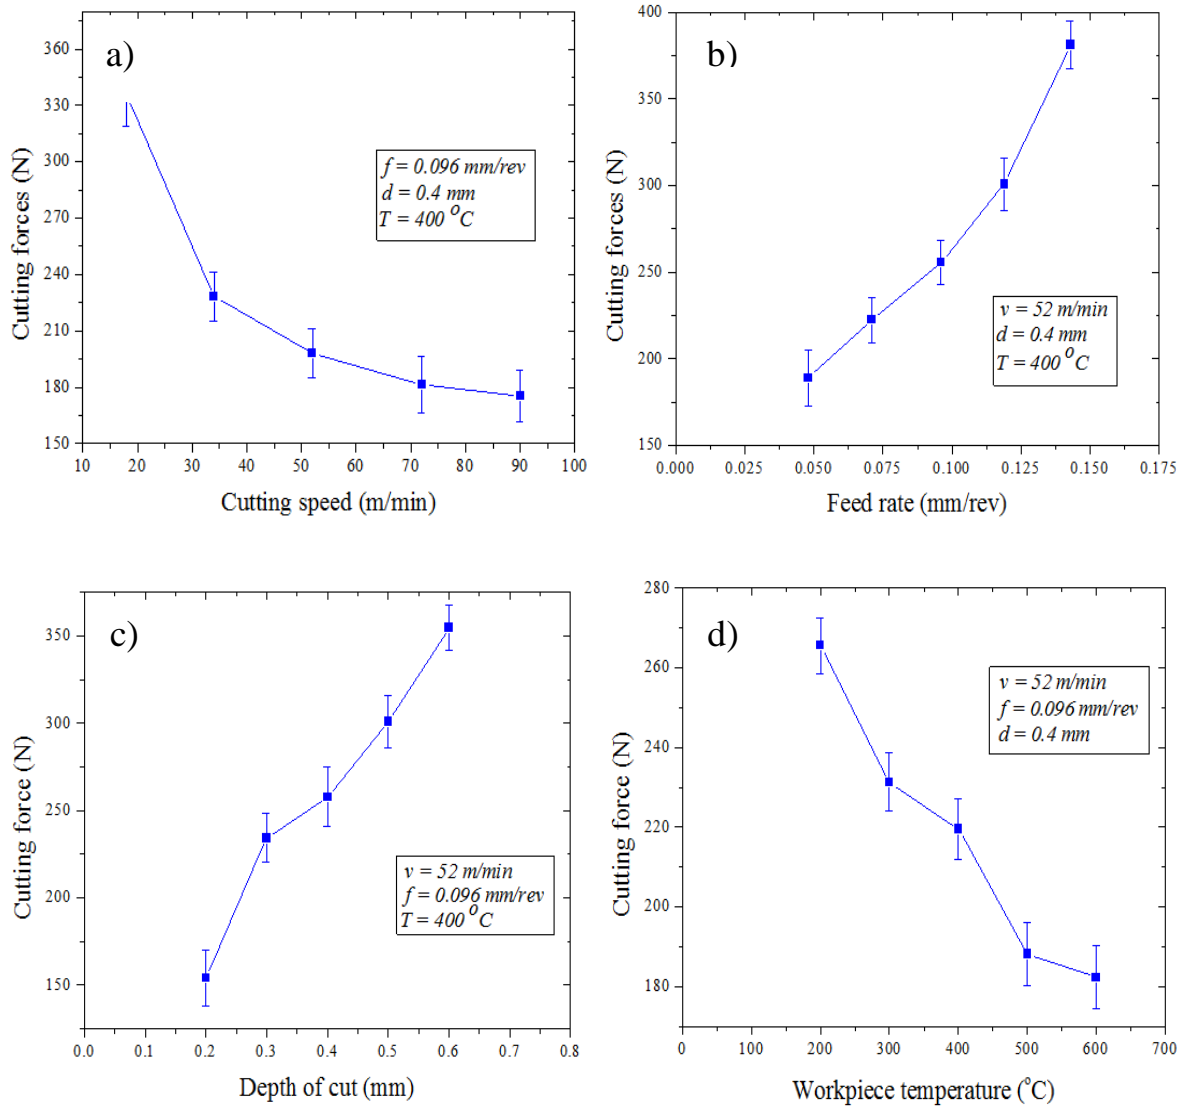 a)
Cutting forces (N)
360
330
300
270
240
210
180
150
f = 0.096 mm/rev
d = 0.4 mm
T = 400 °C
10 20 30 40 50 60 70 80 90 100
Cutting speed (m/min)
b)
Cutting forces (N)
400
350
300
250
200
150
v = 52 m/min
d = 0.4 mm
T = 400 °C
0.000 0.025 0.050 0.075 0.100 0.125 0.150 0.175
Feed rate (mm/rev)
c)
Cutting force (N)
350
300
250
200
150
v = 52 m/min
f = 0.096 mm/rev
T = 400 °C
0.0 0.1 0.2 0.3 0.4 0.5 0.6 0.7 0.8
Depth of cut (mm)
d)
Cutting force (N)
280
260
240
220
200
180
v = 52 m/min
f = 0.096 mm/rev
d = 0.4 mm
0 100 200 300 400 500 600 700
Workpiece temperature (°C)